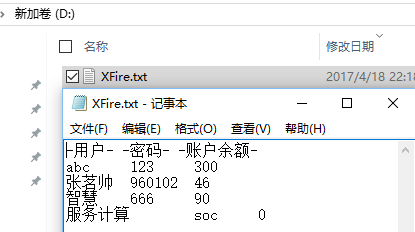 新加卷 (D:)
名称 修改日期
XFire.txt 2017/4/18 22:18
XFire.txt - 记事本
文件(F) 编辑(E) 格式(O) 查看(V) 帮助(H)
-用户- -密码- -账户余额-
abc 123 300
张茗帅 960102 46
智慧 666 90
服务计算 soc 0